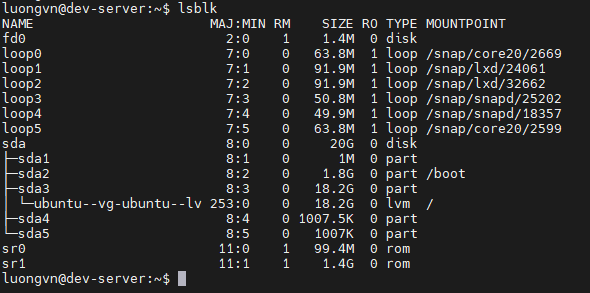 luongvn@dev-server:~$ lsblk
NAME                      MAJ:MIN RM    SIZE RO TYPE MOUNTPOINT
fd0                         2:0    1    1.4M  0 disk
loop0                       7:0    0   63.8M  1 loop /snap/core20/2669
loop1                       7:1    0   91.9M  1 loop /snap/lxd/24061
loop2                       7:2    0   91.9M  1 loop /snap/lxd/32662
loop3                       7:3    0   50.8M  1 loop /snap/snapd/25202
loop4                       7:4    0   49.9M  1 loop /snap/snapd/18357
loop5                       7:5    0   63.8M  1 loop /snap/core20/2599
sda                         8:0    0     20G  0 disk
├─sda1                      8:1    0      1M  0 part
├─sda2                      8:2    0    1.8G  0 part /boot
├─sda3                      8:3    0   18.2G  0 part
│ └─ubuntu--vg-ubuntu--lv 253:0    0   18.2G  0 lvm  /
├─sda4                      8:4    0 1007.5K  0 part
└─sda5                      8:5    0   1007K  0 part
sr0                        11:0    1   99.4M  0 rom
sr1                        11:1    1    1.4G  0 rom
luongvn@dev-server:~$